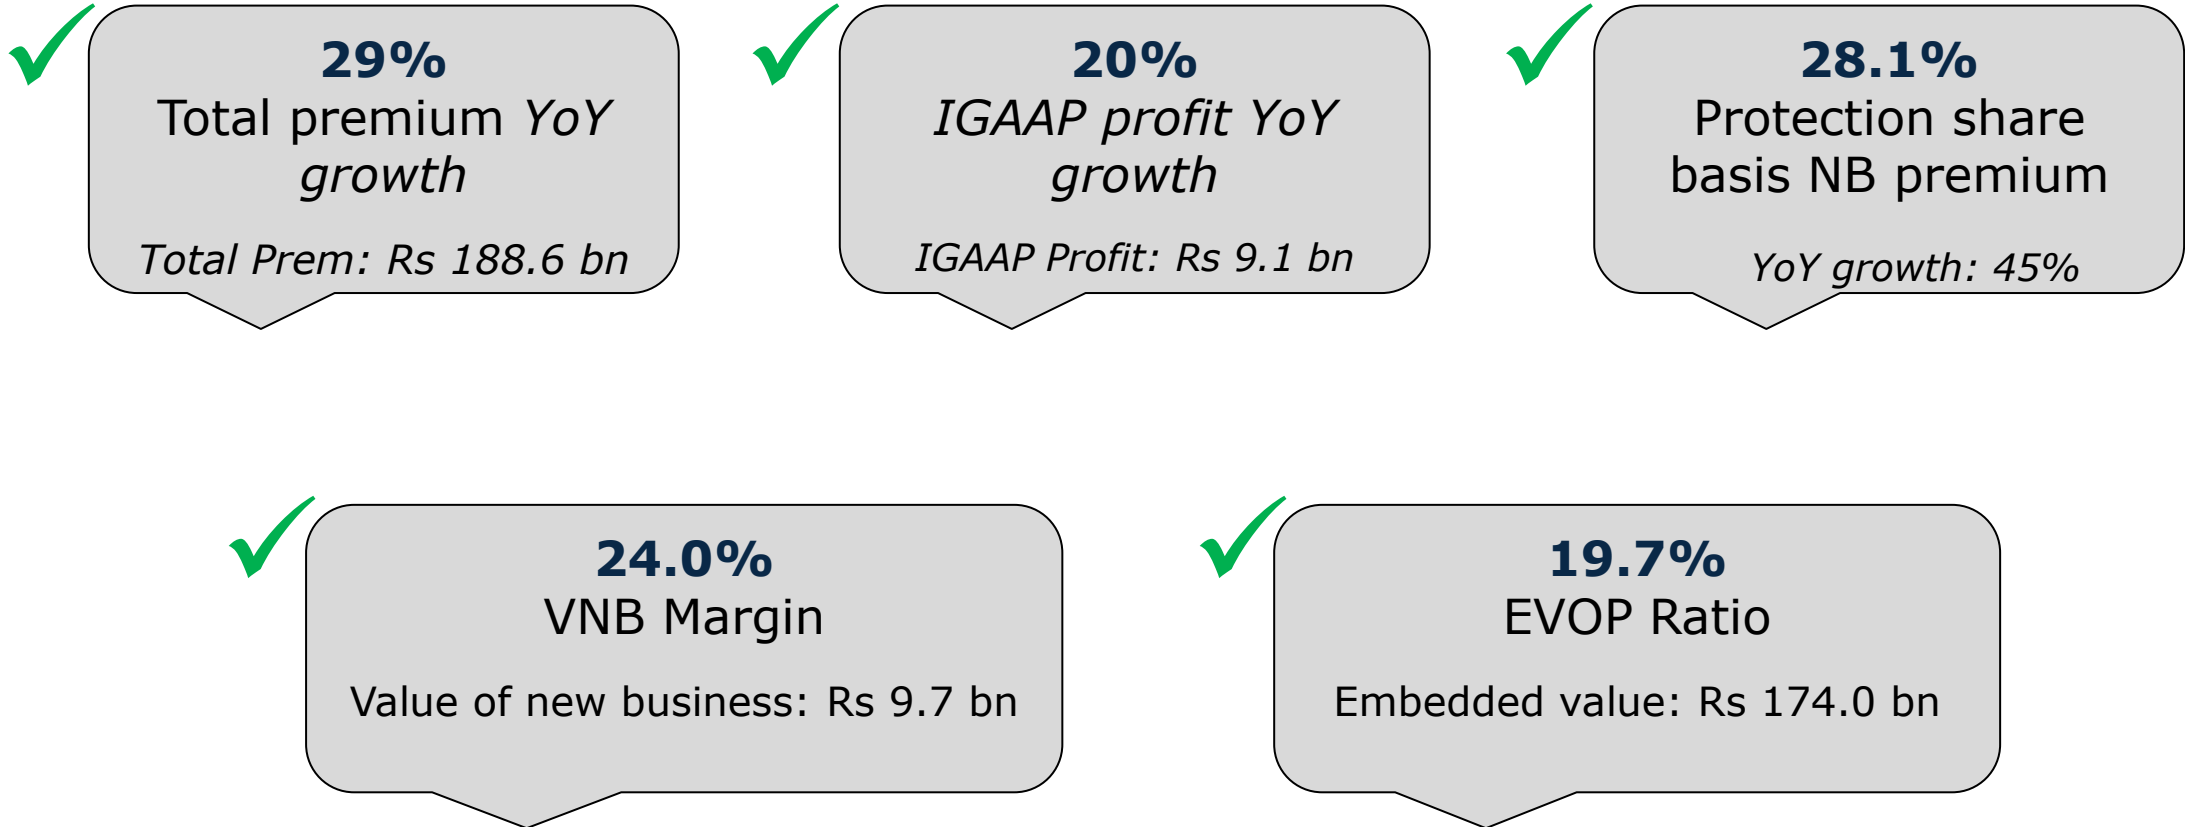 29%
Total premium YoY
growth
Total Prem: Rs 188.6 bn
20%
IGAAP profit YoY
growth
IGAAP Profit: Rs 9.1 bn
28.1%
Protection share
basis NB premium
YoY growth: 45%
24.0%
VNB Margin
Value of new business: Rs 9.7 bn
19.7%
EVOP Ratio
Embedded value: Rs 174.0 bn